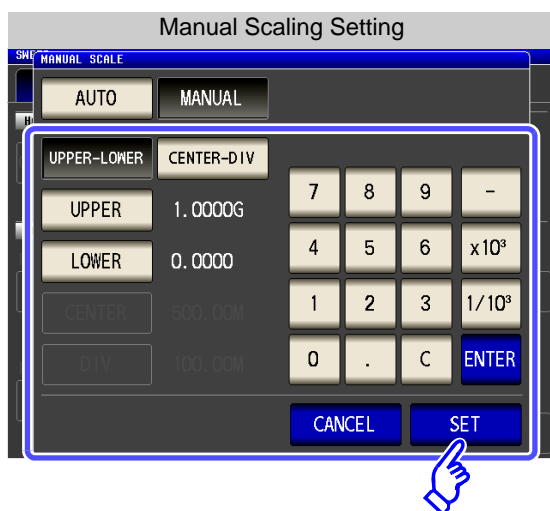 Manual Scaling Setting
SWE
MANUAL SCALE
AUTO MANUAL
H
UPPER-LOWER CENTER-DIV
UPPER 1.0000G
7 8 9 -
LOWER 0.0000
4 5 6 x10³
CENTER 500.00M
1 2 3 1/10³
DIV 100.00M
0 . C ENTER
CANCEL SET